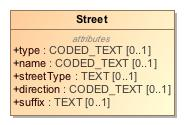 Street
attributes
+type : CODED_TEXT [0..1]
+name : CODED_TEXT [0..1]
+streetType : TEXT [0..1]
+direction : CODED_TEXT [0..1]
+suffix : TEXT [0..1]